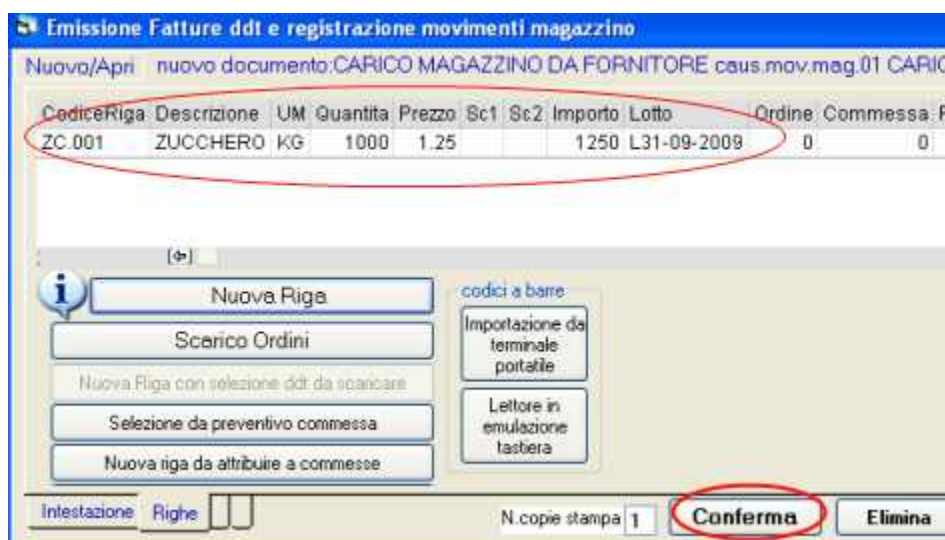 Emissione Fatture ddt e registrazione movimenti magazzino
Nuovo/Apri nuovo documento:CARICO MAGAZZINO DA FORNITORE caus.mov.mag.01 CARIC
CodiceRiga Descrizione UM Quantita Prezzo Sc1 Sc2 Importo Lotto Ordine Commessa
ZC.001 ZUCCHERO KG 1000 1.25 1250 L31-09-2009 0 0
Nuova Riga
Scarico Ordini
Nuova Riga con selezione ddt da scaricare
Selezione da preventivo commessa
Nuova riga da attribuire a commesse
codici a barre
Importazione da
terminale
portatile
Lettore in
emulazione
tastiera
Intestazione Righe N.copie stampa 1 Conferma Elimina